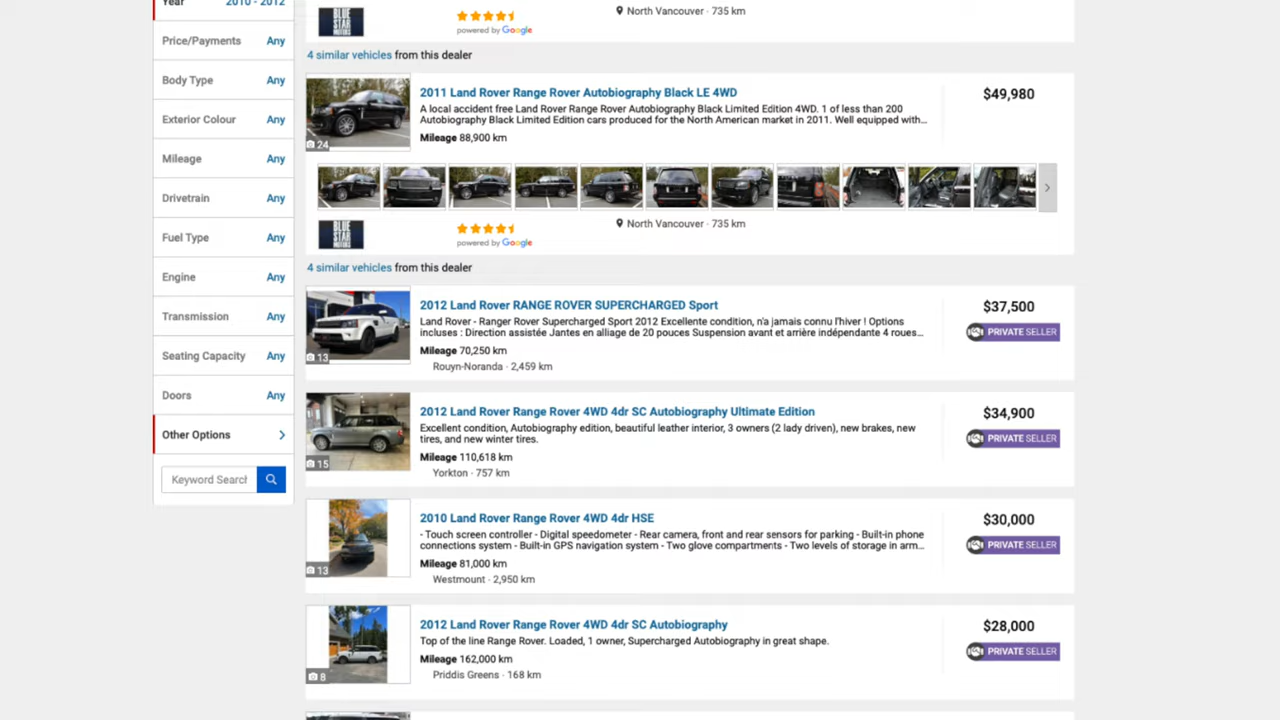 Year 2010 - 2012
Price/Payments Any
Body Type Any
Exterior Colour Any
Mileage Any
Drivetrain Any
Fuel Type Any
Engine Any
Transmission Any
Seating Capacity Any
Doors Any
Other Options
Keyword Search
BLUE STAR MOTORS
powered by Google
North Vancouver · 735 km
4 similar vehicles from this dealer
2011 Land Rover Range Rover Autobiography Black LE 4WD
$49,980
A local accident free Land Rover Range Rover Autobiography Black Limited Edition 4WD. 1 of less than 200
Autobiography Black Limited Edition cars produced for the North American market in 2011. Well equipped with…
Mileage 88,900 km
24
BLUE STAR MOTORS
powered by Google
North Vancouver · 735 km
4 similar vehicles from this dealer
2012 Land Rover RANGE ROVER SUPERCHARGED Sport
$37,500
Land Rover - Ranger Rover Supercharged Sport 2012 Excellente condition, n'a jamais connu l'hiver ! Options
incluses : Direction assistée Jantes en alliage de 20 pouces Suspension avant et arrière indépendante 4 roues…
PRIVATE SELLER
Mileage 70,250 km
13
Rouyn-Noranda · 2,459 km
2012 Land Rover Range Rover 4WD 4dr SC Autobiography Ultimate Edition
$34,900
Excellent condition, Autobiography edition, beautiful leather interior, 3 owners (2 lady driven), new brakes, new
tires, and new winter tires.
PRIVATE SELLER
Mileage 110,618 km
15
Yorkton · 757 km
2010 Land Rover Range Rover 4WD 4dr HSE
$30,000
- Touch screen controller - Digital speedometer - Rear camera, front and rear sensors for parking - Built-in phone
connections system - Built-in GPS navigation system - Two glove compartments - Two levels of storage in arm…
PRIVATE SELLER
Mileage 81,000 km
13
Westmount · 2,950 km
2012 Land Rover Range Rover 4WD 4dr SC Autobiography
$28,000
Top of the line Range Rover. Loaded, 1 owner, Supercharged Autobiography in great shape.
PRIVATE SELLER
Mileage 162,000 km
8
Priddis Greens · 168 km